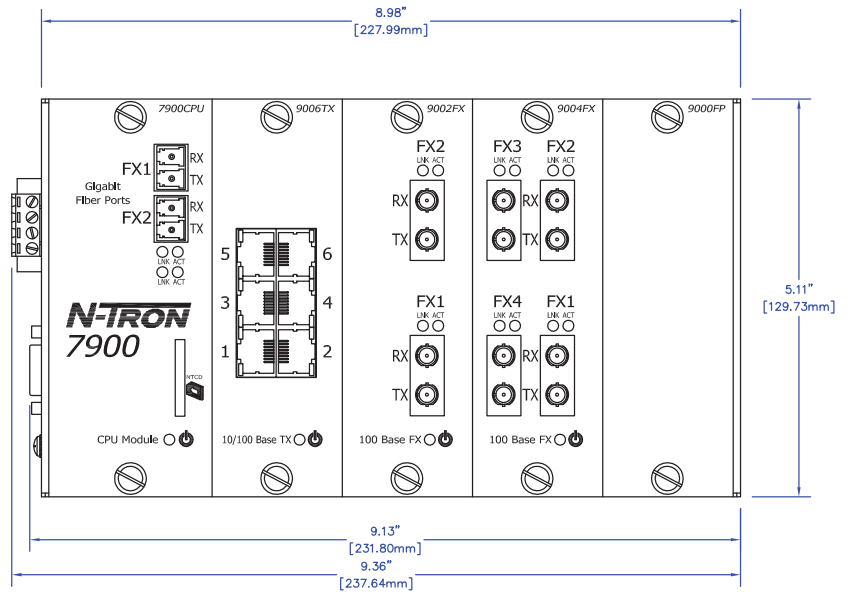 8.98"
[227.99mm]
7900CPU
9006TX
9002FX
9004FX
9000FP
FX1
RX
TX
Gigabit
Fiber Ports
FX2
RX
TX
LNK ACT
LNK ACT
N-TRON
7900
NTCD
CPU Module
5
6
3
4
1
2
10/100 Base TX
FX2
LNK ACT
RX
TX
FX1
LNK ACT
RX
TX
100 Base FX
FX3
FX2
LNK ACT
LNK ACT
RX
TX
FX4
FX1
LNK ACT
LNK ACT
RX
TX
100 Base FX
5.11"
[129.73mm]
9.13"
[231.80mm]
9.36"
[237.64mm]